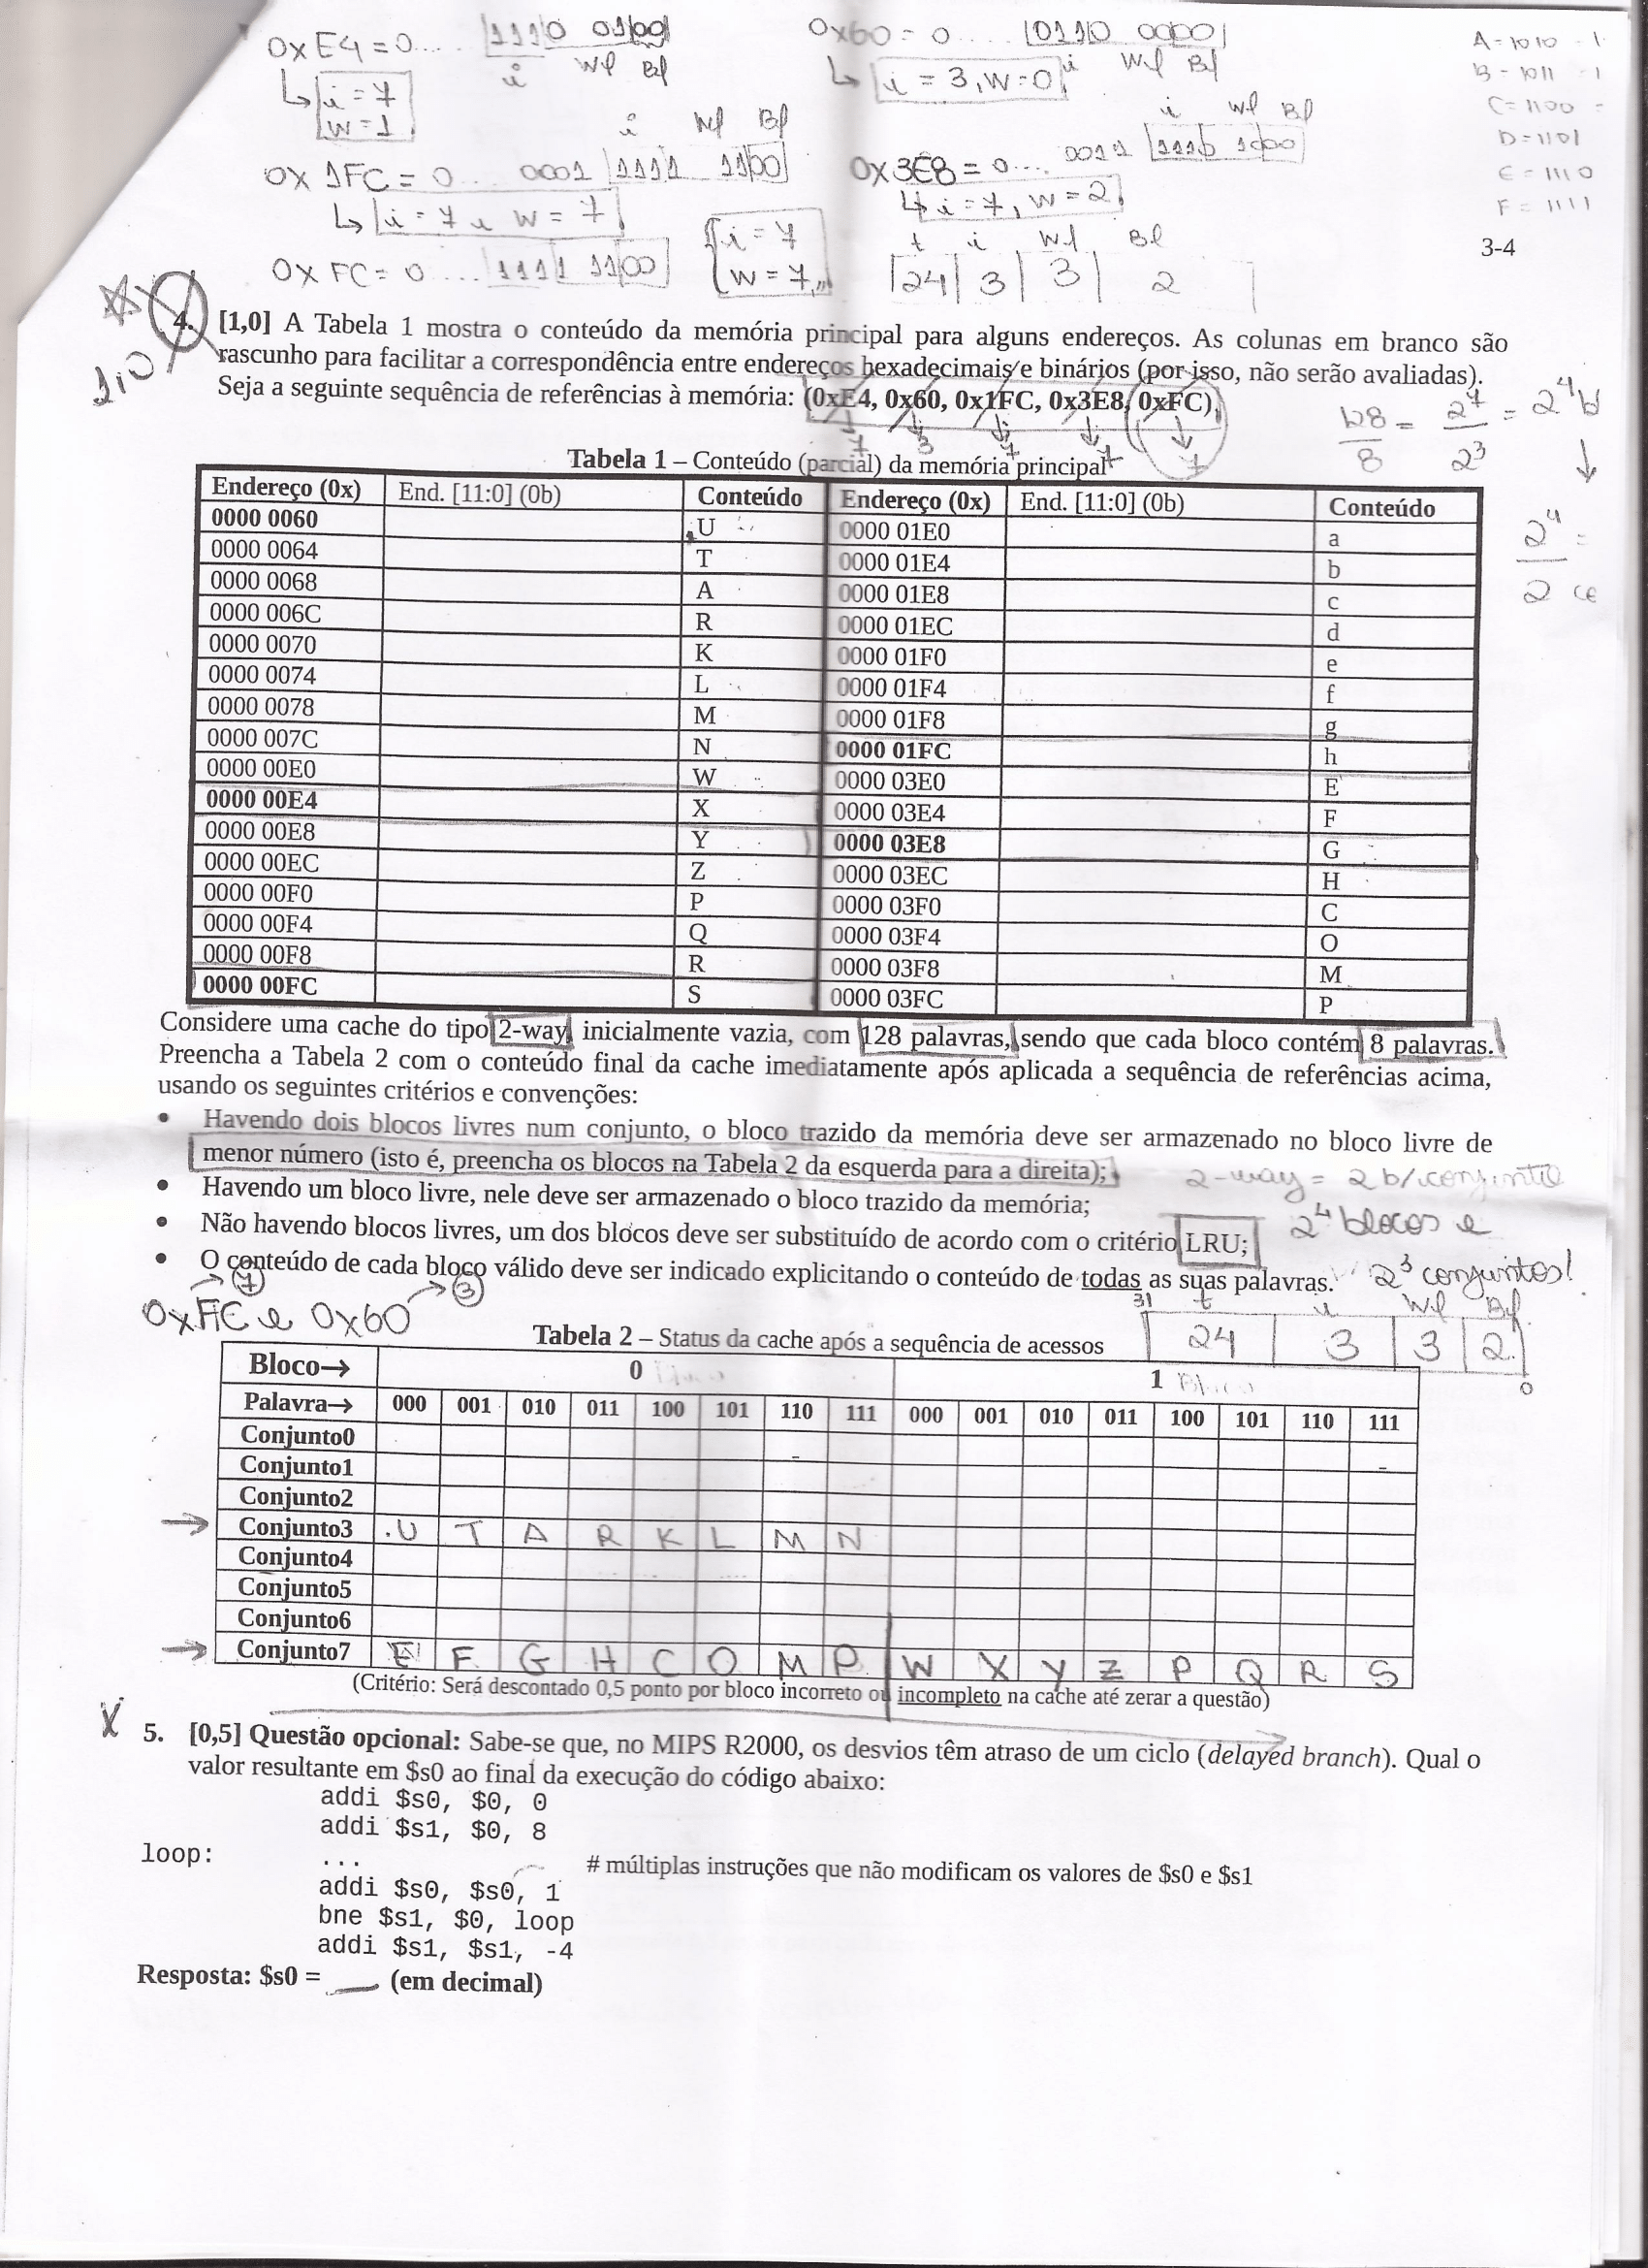 0xE4 = 0.... 1110 0100
i Wl Bl
↳ i = 7
w = 1
0x60 = 0.... 0110 0000
i Wl Bl
↳ i = 3, w = 0
A = 1010
B = 1011
C = 1100
D = 1101
E = 1110
F = 1111
i Wl Bl
0x 1FC = 0... 0001 1111 1100
↳ i = 7 e w = 7
i Wl Bl
0x3E8 = 0.... 0011 1110 1000
↳ i = 7, w = 2
0x FC = 0.... 1111 1100
i = 7
w = 7
t i Wl Bl
24 3 3 2
3-4
1,0
4. [1,0] A Tabela 1 mostra o conteúdo da memória principal para alguns endereços. As colunas em branco são
rascunho para facilitar a correspondência entre endereços hexadecimais e binários (por isso, não serão avaliadas).
Seja a seguinte sequência de referências à memória: (0xE4, 0x60, 0x1FC, 0x3E8, 0xFC).
7 3 7 7 7
128/8 = 2^7/2^3 = 2^4 b
2^4/2 =
Tabela 1 – Conteúdo (parcial) da memória principal
Endereço (0x) End. [11:0] (0b) Conteúdo Endereço (0x) End. [11:0] (0b) Conteúdo
0000 0060 U 0000 01E0 a
0000 0064 T 0000 01E4 b
0000 0068 A 0000 01E8 c
0000 006C R 0000 01EC d
0000 0070 K 0000 01F0 e
0000 0074 L 0000 01F4 f
0000 0078 M 0000 01F8 g
0000 007C N 0000 01FC h
0000 00E0 W 0000 03E0 E
0000 00E4 X 0000 03E4 F
0000 00E8 Y 0000 03E8 G
0000 00EC Z 0000 03EC H
0000 00F0 P 0000 03F0 C
0000 00F4 Q 0000 03F4 O
0000 00F8 R 0000 03F8 M
0000 00FC S 0000 03FC P
Considere uma cache do tipo 2-way, inicialmente vazia, com 128 palavras, sendo que cada bloco contém 8 palavras.
Preencha a Tabela 2 com o conteúdo final da cache imediatamente após aplicada a sequência de referências acima,
usando os seguintes critérios e convenções:
• Havendo dois blocos livres num conjunto, o bloco trazido da memória deve ser armazenado no bloco livre de
menor número (isto é, preencha os blocos na Tabela 2 da esquerda para a direita);
2-way = 2 b/conjunto
• Havendo um bloco livre, nele deve ser armazenado o bloco trazido da memória;
2^4 blocos e
• Não havendo blocos livres, um dos blocos deve ser substituído de acordo com o critério LRU;
• O conteúdo de cada bloco válido deve ser indicado explicitando o conteúdo de todas as suas palavras.
2^3 conjuntos!
7 3
0xFC e 0x60
31 t i Wl Bl
24 3 3 2
0
Tabela 2 – Status da cache após a sequência de acessos
Bloco→ 0 Bloco 1 Bloco
Palavra→ 000 001 010 011 100 101 110 111 000 001 010 011 100 101 110 111
Conjunto0
Conjunto1
Conjunto2
→ Conjunto3 U T A R K L M N
Conjunto4
Conjunto5
Conjunto6
→ Conjunto7 E F G H C O M P W X Y Z P Q R S
(Critério: Será descontado 0,5 ponto por bloco incorreto ou incompleto na cache até zerar a questão)
X
5. [0,5] Questão opcional: Sabe-se que, no MIPS R2000, os desvios têm atraso de um ciclo (delayed branch). Qual o
valor resultante em $s0 ao final da execução do código abaixo:
addi $s0, $0, 0
addi $s1, $0, 8
loop: ... # múltiplas instruções que não modificam os valores de $s0 e $s1
addi $s0, $s0, 1
bne $s1, $0, loop
addi $s1, $s1, -4
Resposta: $s0 = ___ (em decimal)